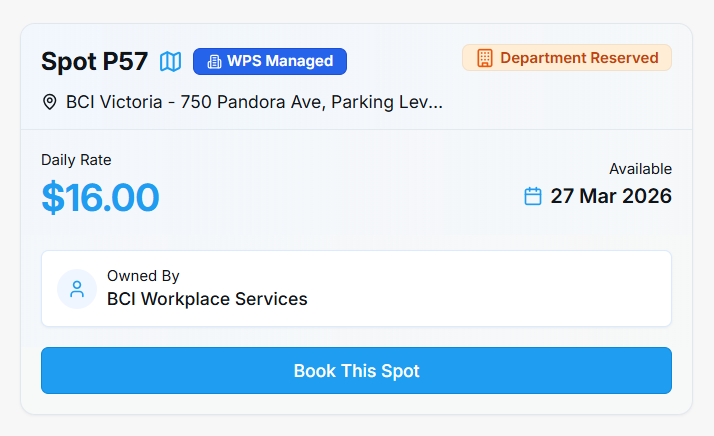 Spot P57
WPS Managed
Department Reserved
BCI Victoria - 750 Pandora Ave, Parking Lev...
Daily Rate
$16.00
Available
27 Mar 2026
Owned By
BCI Workplace Services
Book This Spot